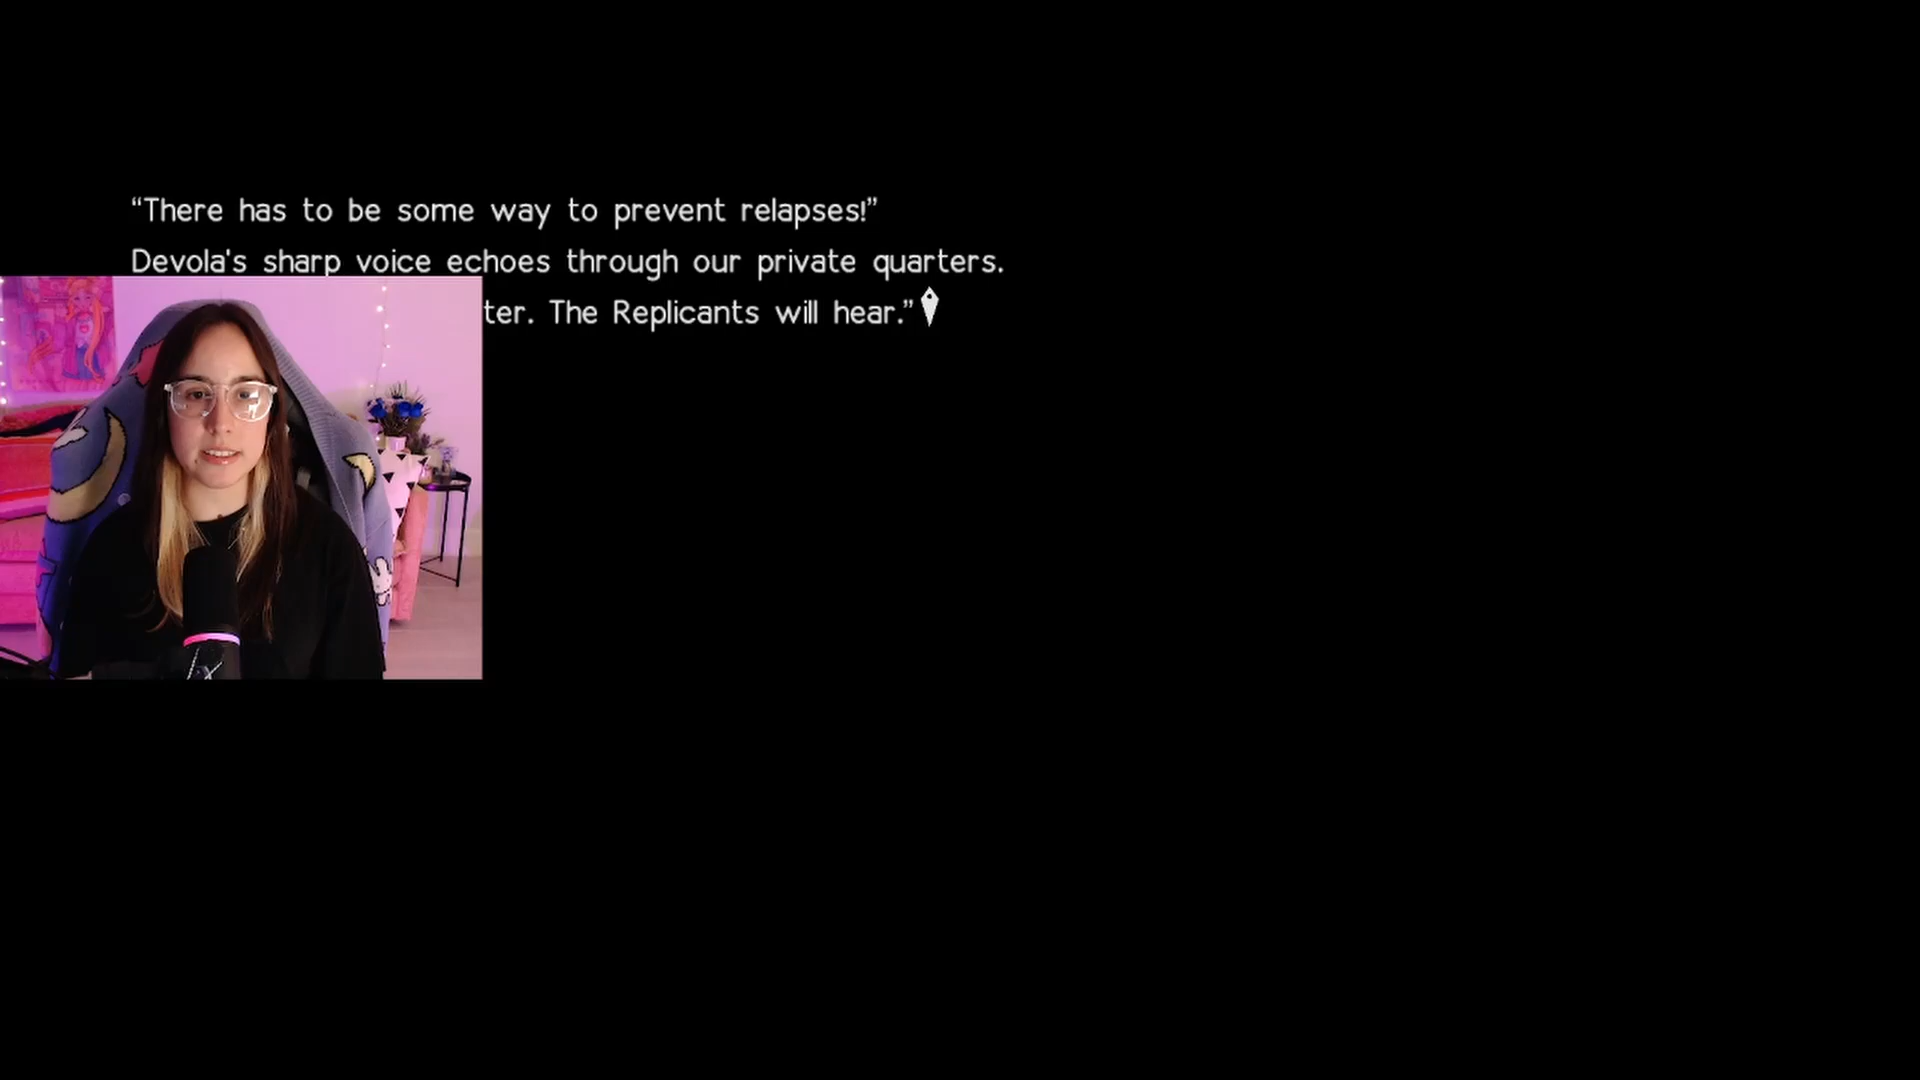 “There has to be some way to prevent relapses!”
Devola's sharp voice echoes through our private quarters.
The Replicants will hear.”